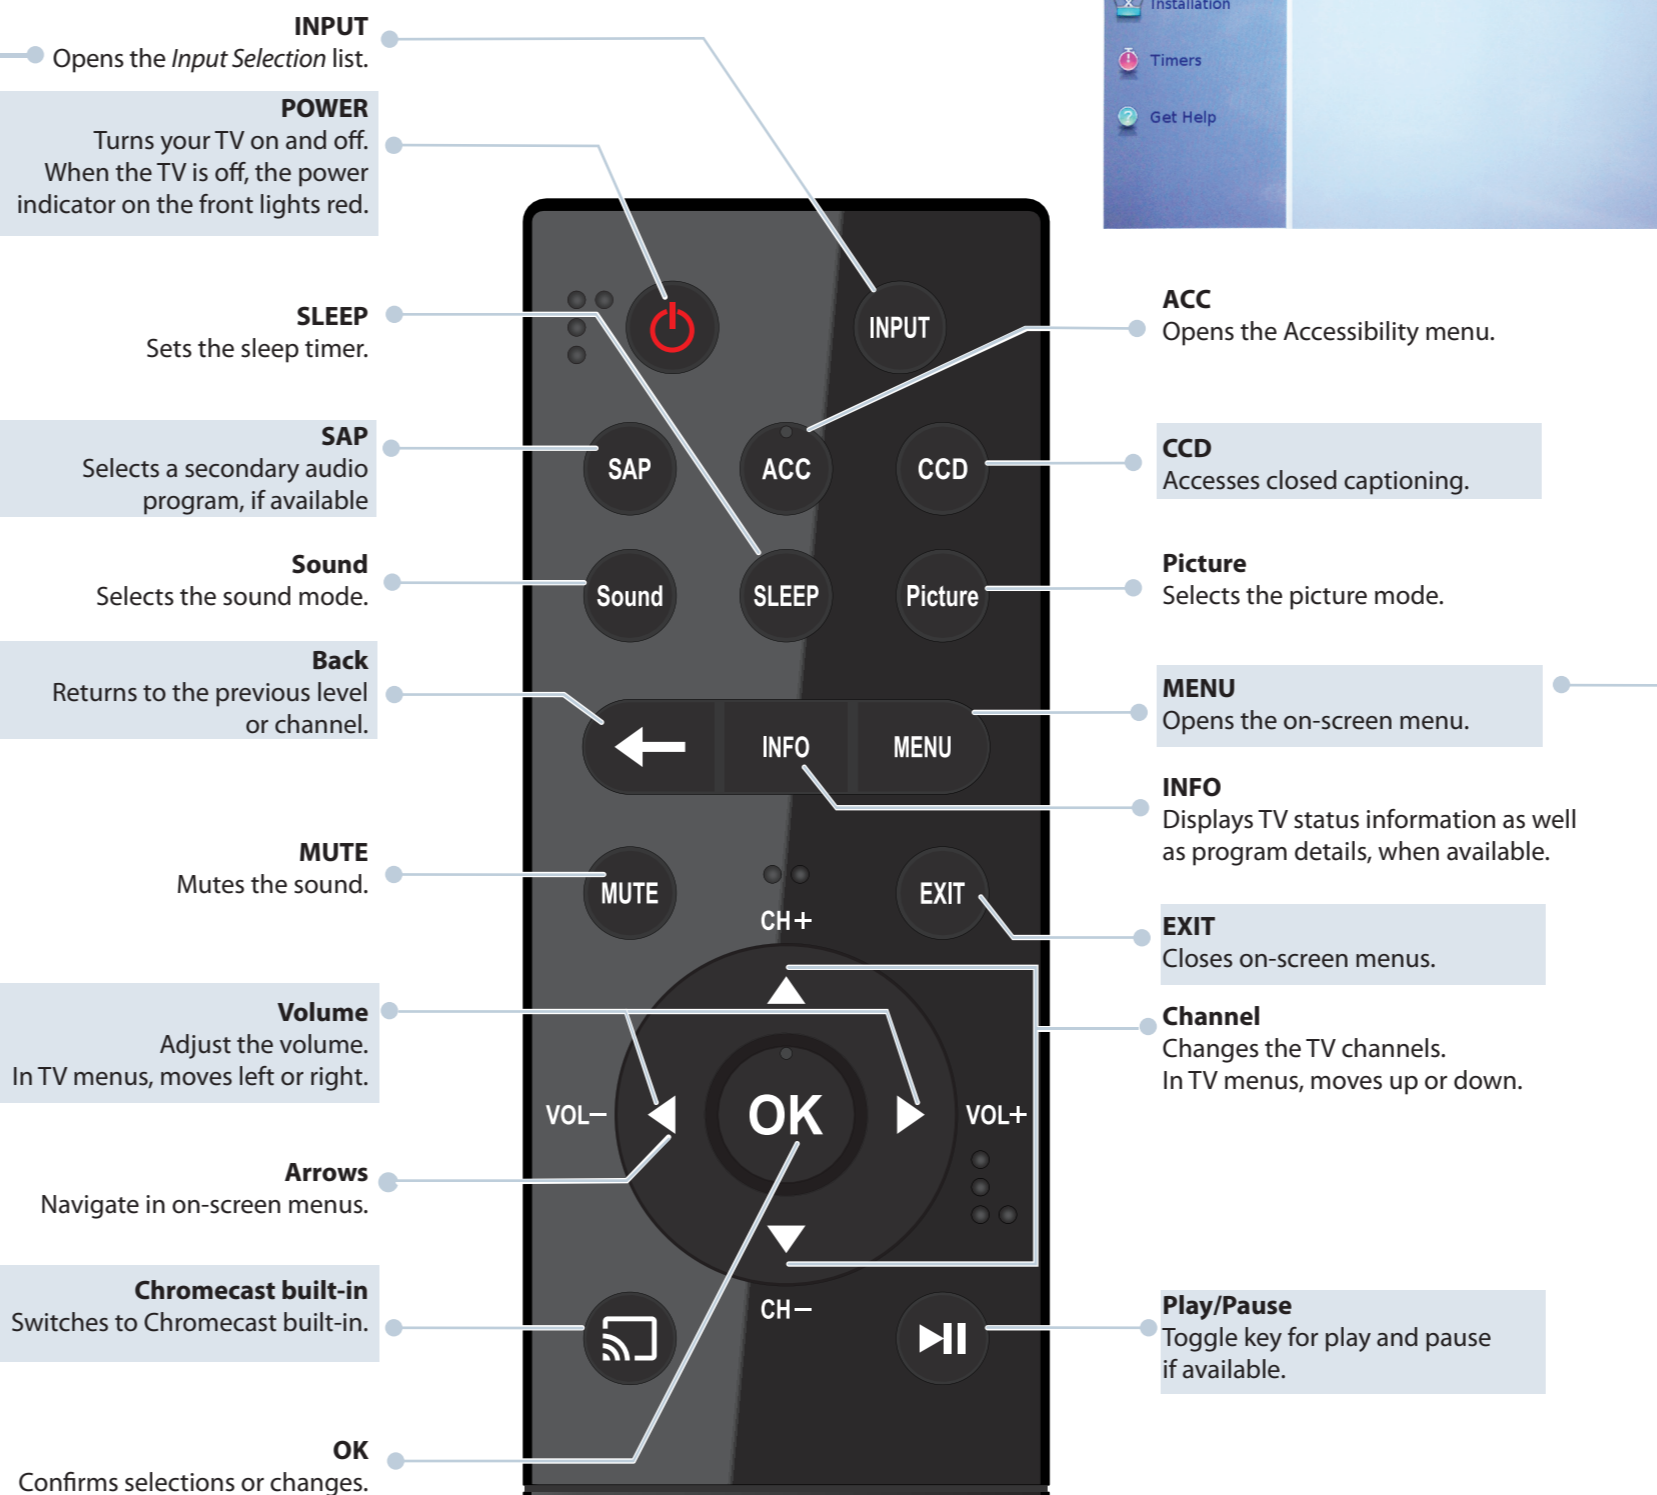 INPUT
Opens the Input Selection list.
POWER
Turns your TV on and off.
When the TV is off, the power
indicator on the front lights red.
SLEEP
Sets the sleep timer.
SAP
Selects a secondary audio
program, if available
Sound
Selects the sound mode.
Back
Returns to the previous level
or channel.
MUTE
Mutes the sound.
Volume
Adjust the volume.
In TV menus, moves left or right.
Arrows
Navigate in on-screen menus.
Chromecast built-in
Switches to Chromecast built-in.
OK
Confirms selections or changes.
INPUT
SAP
ACC
CCD
Sound
SLEEP
Picture
INFO
MENU
MUTE
CH+
EXIT
VOL−
OK
VOL+
CH−
Installation
Timers
Get Help
ACC
Opens the Accessibility menu.
CCD
Accesses closed captioning.
Picture
Selects the picture mode.
MENU
Opens the on-screen menu.
INFO
Displays TV status information as well
as program details, when available.
EXIT
Closes on-screen menus.
Channel
Changes the TV channels.
In TV menus, moves up or down.
Play/Pause
Toggle key for play and pause
if available.